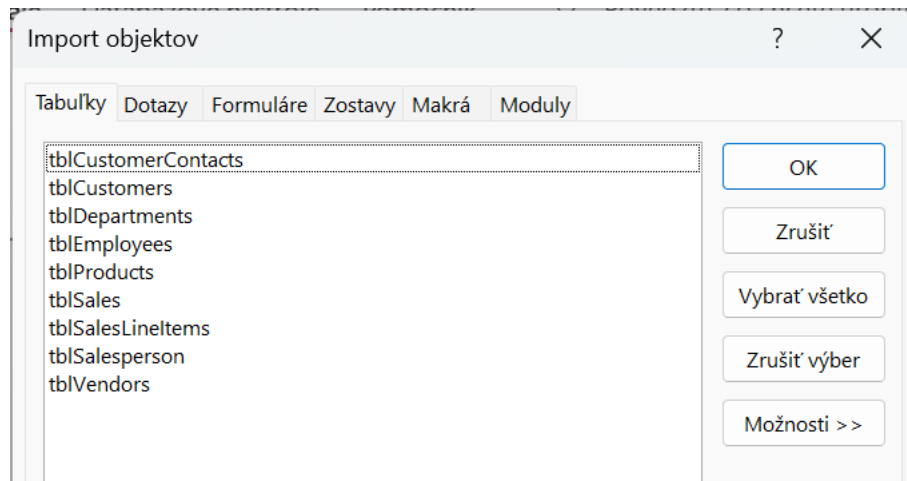 Import objektov
?
Tabuľky Dotazy Formuláre Zostavy Makrá Moduly
tblCustomerContacts
tblCustomers
tblDepartments
tblEmployees
tblProducts
tblSales
tblSalesLineItems
tblSalesperson
tblVendors
OK
Zrušiť
Vybrať všetko
Zrušiť výber
Možnosti >>